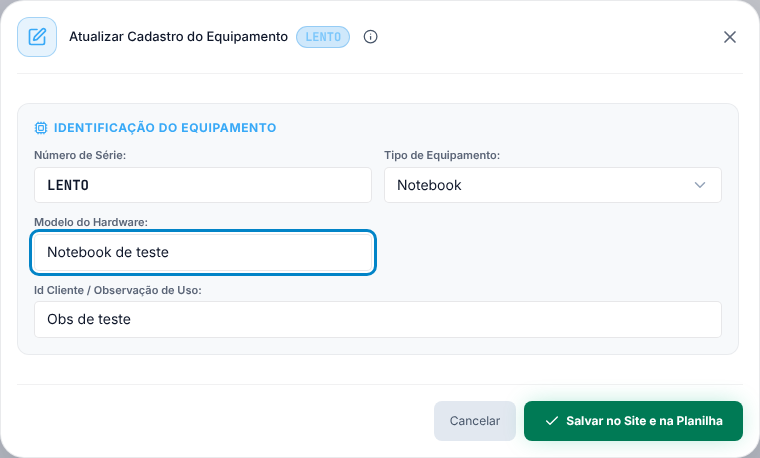 Atualizar Cadastro do Equipamento LENTO
IDENTIFICAÇÃO DO EQUIPAMENTO
Número de Série:
LENTO
Tipo de Equipamento:
Notebook
Modelo do Hardware:
Notebook de teste
Id Cliente / Observação de Uso:
Obs de teste
Cancelar
Salvar no Site e na Planilha